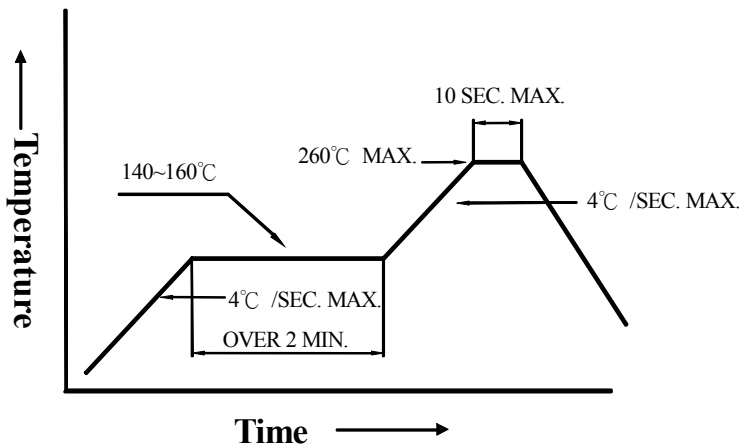 10 SEC. MAX.
260℃ MAX.
140~160℃
4℃ /SEC. MAX.
4℃ /SEC. MAX.
OVER 2 MIN.
Temperature
Time